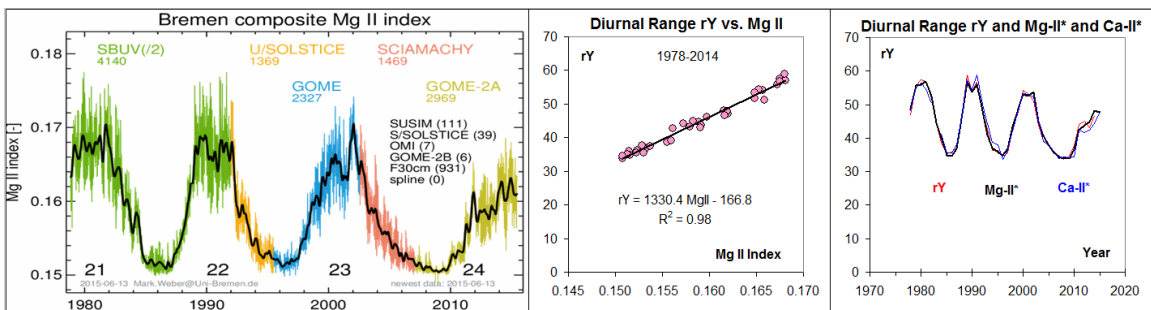 Bremen composite Mg II index
Mg II index [-]
0.18
0.17
0.16
0.15
SBUV(/2)
4140
U/SOLSTICE
1369
SCIAMACHY
1469
GOME
2327
GOME-2A
2969
SUSIM (111)
S/SOLSTICE (39)
OMI (7)
GOME-2B (6)
F30cm (931)
spline (0)
21 22 23 24
2015-06-13 Mark.Weber@Uni-Bremen.de newest data: 2015-06-13
1980 1990 2000 2010
Diurnal Range rY vs. Mg II
rY
1978-2014
70
60
50
40
30
20
10
0
rY = 1330.4 MgII - 166.8
R² = 0.98
Mg II Index
0.145 0.150 0.155 0.160 0.165 0.170
Diurnal Range rY and Mg-II* and Ca-II*
rY
70
60
50
40
30
20
10
0
rY Mg-II* Ca-II*
Year
1970 1980 1990 2000 2010 2020